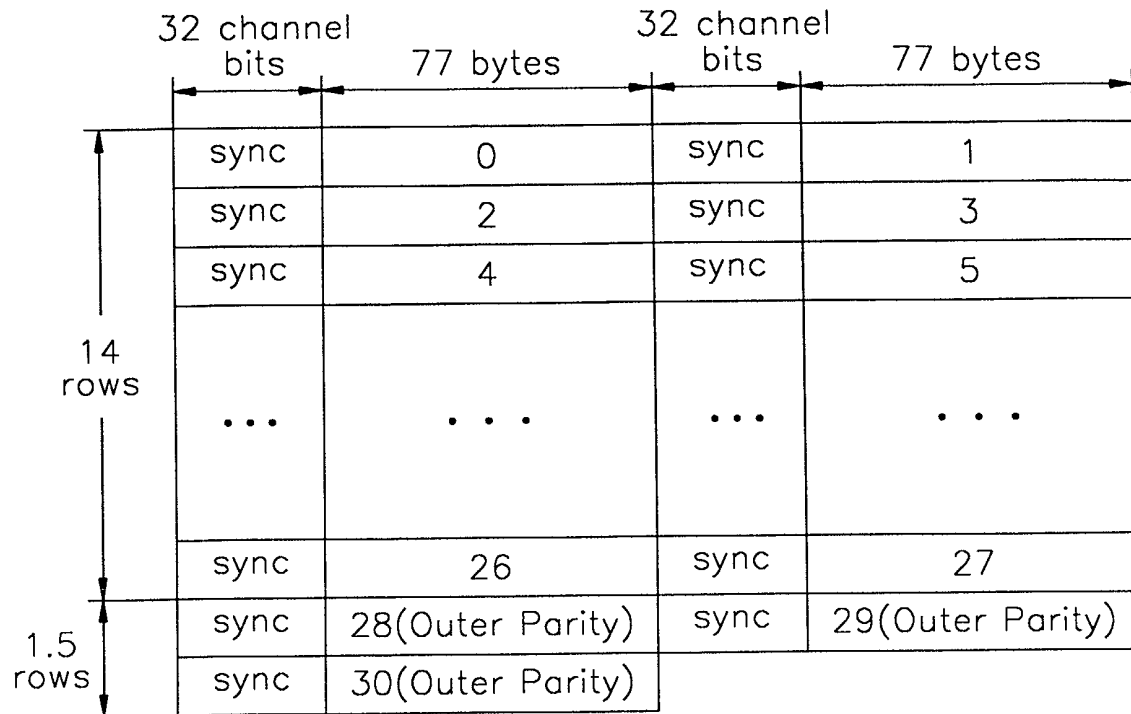 32 channel
bits
77 bytes
32 channel
bits
77 bytes
sync 0 sync 1
sync 2 sync 3
sync 4 sync 5
14
rows
... ... ... ...
sync 26 sync 27
1.5
rows
sync 28(Outer Parity) sync 29(Outer Parity)
sync 30(Outer Parity)